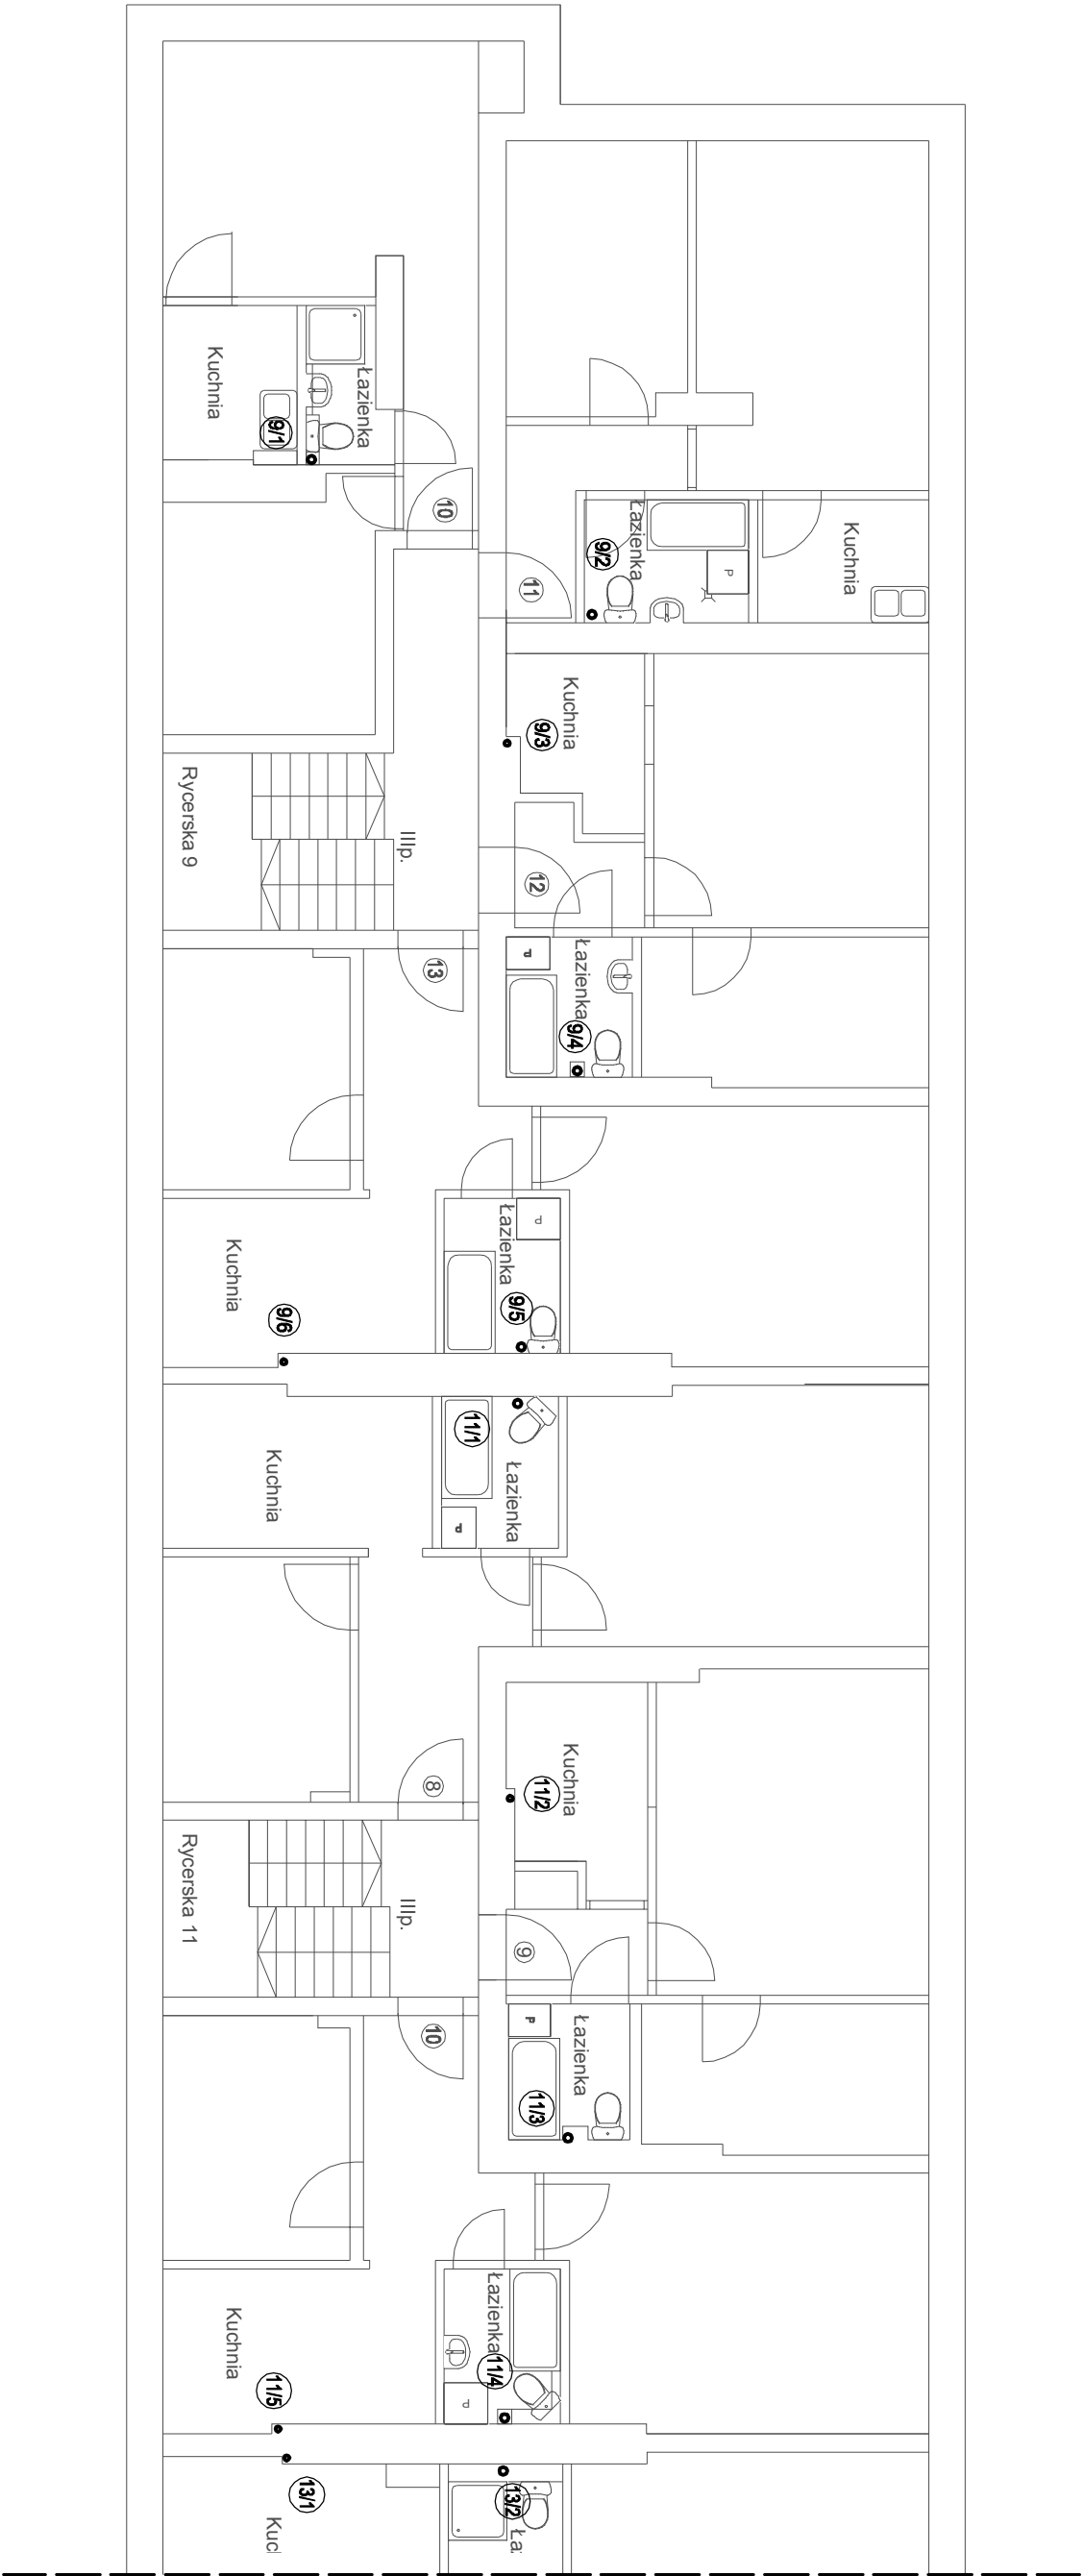 Kuchnia
9/1
Łazienka
10
Łazienka
9/2
P
Kuchnia
11
Kuchnia
9/3
Rycerska 9
IIIp.
12
13
P
Łazienka
9/4
Łazienka
P
9/5
Kuchnia
9/6
11/1
Łazienka
Kuchnia
P
Kuchnia
11/2
8
Rycerska 11
IIIp.
9
10
P
Łazienka
11/3
Łazienka
11/4
P
Kuchnia
11/5
13/1
Kucl
13/2
Ła